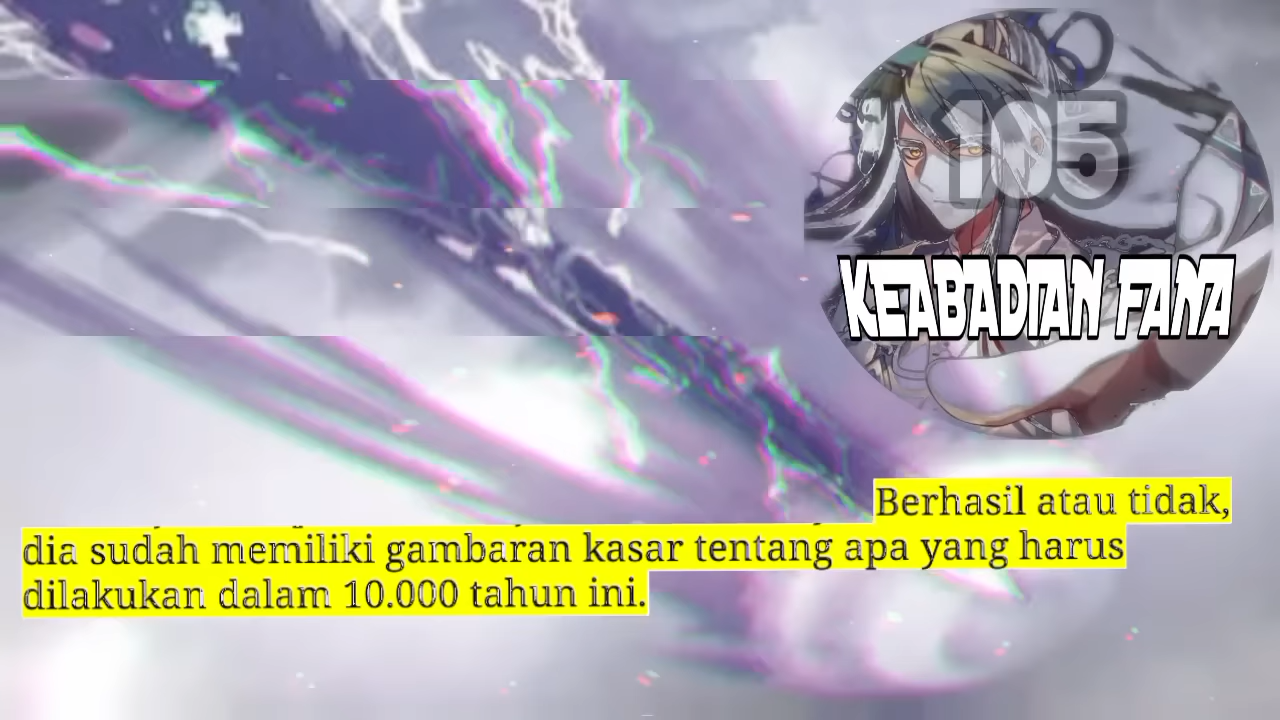 105
KEABADIAN FANA
Berhasil atau tidak,
dia sudah memiliki gambaran kasar tentang apa yang harus
dilakukan dalam 10.000 tahun ini.